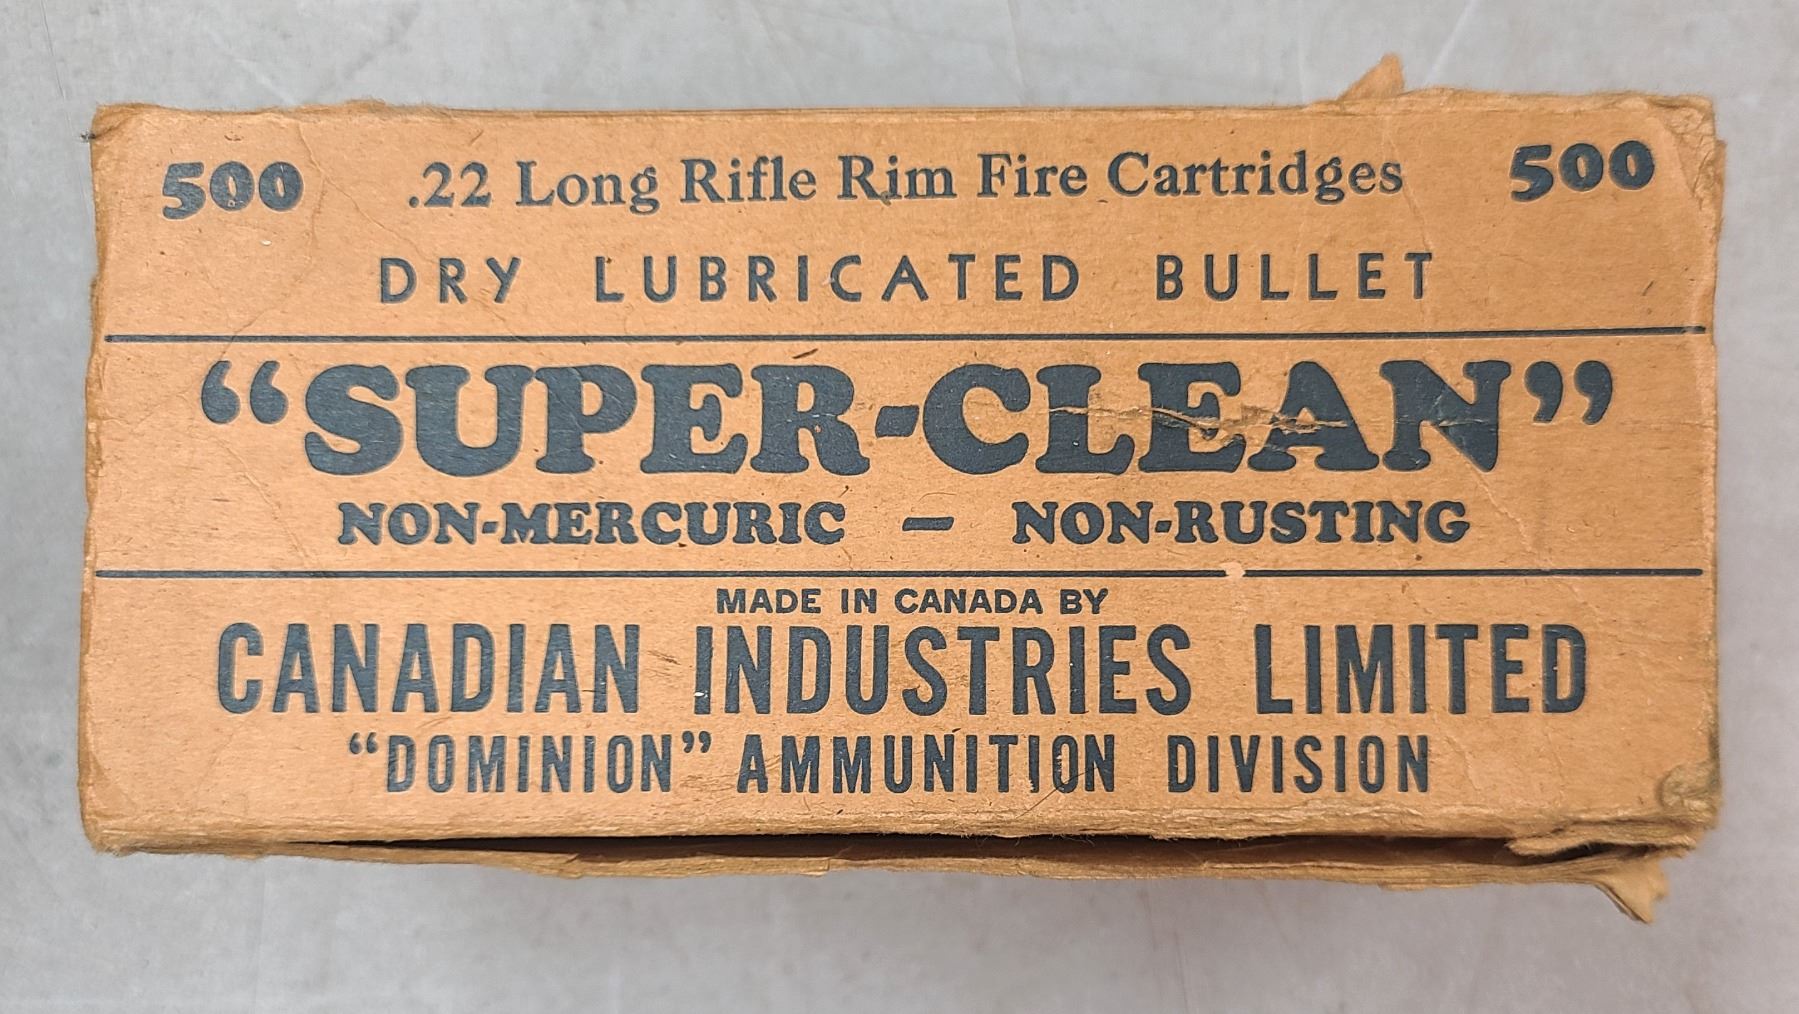 500 .22 Long Rifle Rim Fire Cartridges 500
DRY LUBRICATED BULLET
“SUPER-CLEAN”
NON-MERCURIC — NON-RUSTING
MADE IN CANADA BY
CANADIAN INDUSTRIES LIMITED
“DOMINION” AMMUNITION DIVISION